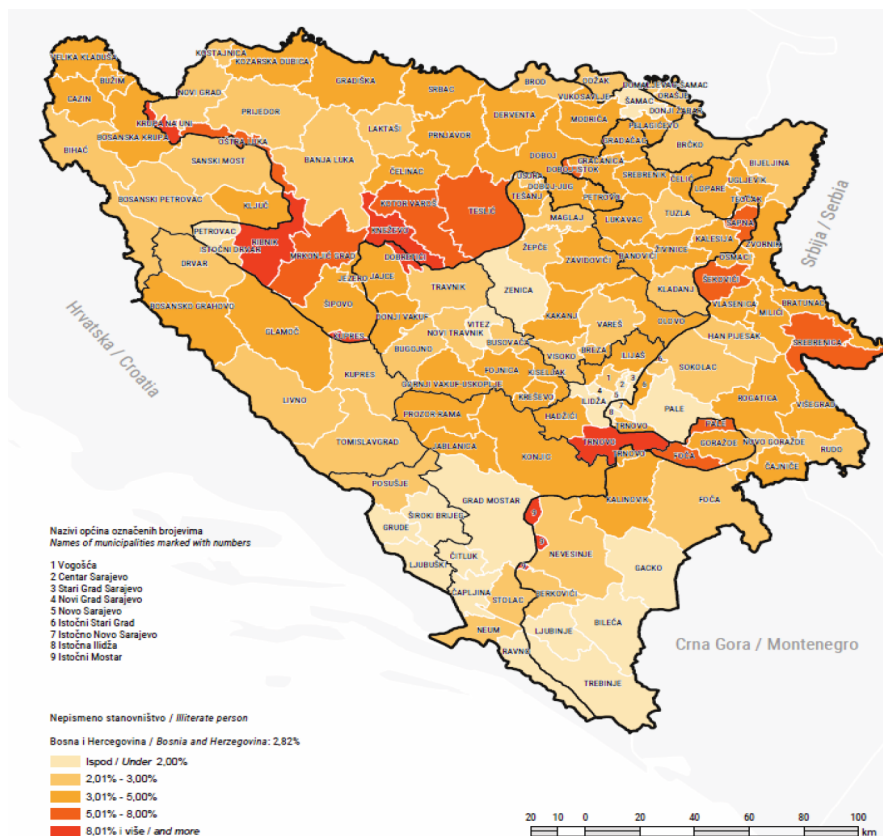 KOSTAJNICA
VELIKA KLADUŠA
KOZARSKA DUBICA
BUŽIM
GRADIŠKA
BROD
DOMALJEVAC-ŠAMAC
NOVI GRAD
SRBAC
ORAŠJE
CAZIN
VUKOSAVLJE
ŠAMAC
DONJI ŽABAR
PRIJEDOR
DERVENTA
MODRIČA
KRUPA NA UNI
LAKTAŠI
PELAGIĆEVO
BOSANSKA KRUPA
PRNJAVOR
GRADAČAC
BRČKO
BIHAĆ
OŠTRA LUKA
DOBOJ
GRAČANICA
BIJELJINA
SANSKI MOST
BANJA LUKA
ČELINAC
USORA
SREBRENIK
ČELIĆ
LOPARE
UGLJEVIK
TEŠANJ
DOBOJ-JUG
PETROVO
TEOČAK
BOSANSKI PETROVAC
KLJUČ
KOTOR VAROŠ
TESLIĆ
MAGLAJ
LUKAVAC
TUZLA
SAPNA
PETROVAC
KNEŽEVO
KALESIJA
ZVORNIK
RIBNIK
ŽEPČE
ŽIVINICE
DRVAR
MRKONJIĆ GRAD
DOBRETIĆI
ZAVIDOVIĆI
BANOVIĆI
OSMACI
JEZERO
JAJCE
ŠEKOVIĆI
TRAVNIK
ZENICA
KLADANJ
VLASENICA
BRATUNAC
BOSANSKO GRAHOVO
ŠIPOVO
DONJI VAKUF
KAKANJ
VAREŠ
OLOVO
MILIĆI
GLAMOČ
NOVI TRAVNIK
VITEZ
HAN PIJESAK
SREBRENICA
KUPRES
BUGOJNO
BUSOVAČA
VISOKO
BREZA
ILIJAŠ
SOKOLAC
FOJNICA
KISELJAK
KUPRES
GORNJI VAKUF-USKOPLJE
ILIDŽA
ROGATICA
LIVNO
KREŠEVO
PALE
VIŠEGRAD
PROZOR-RAMA
HADŽIĆI
TRNOVO
PALE
TOMISLAVGRAD
JABLANICA
TRNOVO
GORAŽDE
NOVO GORAŽDE
RUDO
KONJIC
TRNOVO
FOČA
ČAJNIČE
POSUŠJE
GRAD MOSTAR
KALINOVIK
FOČA
ŠIROKI BRIJEG
GRUDE
NEVESINJE
ČITLUK
GACKO
LJUBUŠKI
ČAPLJINA
STOLAC
BERKOVIĆI
BILEĆA
NEUM
LJUBINJE
RAVNO
TREBINJE
Hrvatska / Croatia
Srbija / Serbia
Crna Gora / Montenegro
Nazivi općina označenih brojevima
Names of municipalities marked with numbers
1 Vogošća
2 Centar Sarajevo
3 Stari Grad Sarajevo
4 Novi Grad Sarajevo
5 Novo Sarajevo
6 Istočni Stari Grad
7 Istočno Novo Sarajevo
8 Istočna Ilidža
9 Istočni Mostar
Nepismeno stanovništvo / Illiterate person
Bosna i Hercegovina / Bosnia and Herzegovina: 2,82%
Ispod / Under 2,00%
2,01% - 3,00%
3,01% - 5,00%
5,01% - 8,00%
8,01% i više / and more
20 10 0 20 40 60 80 100
km